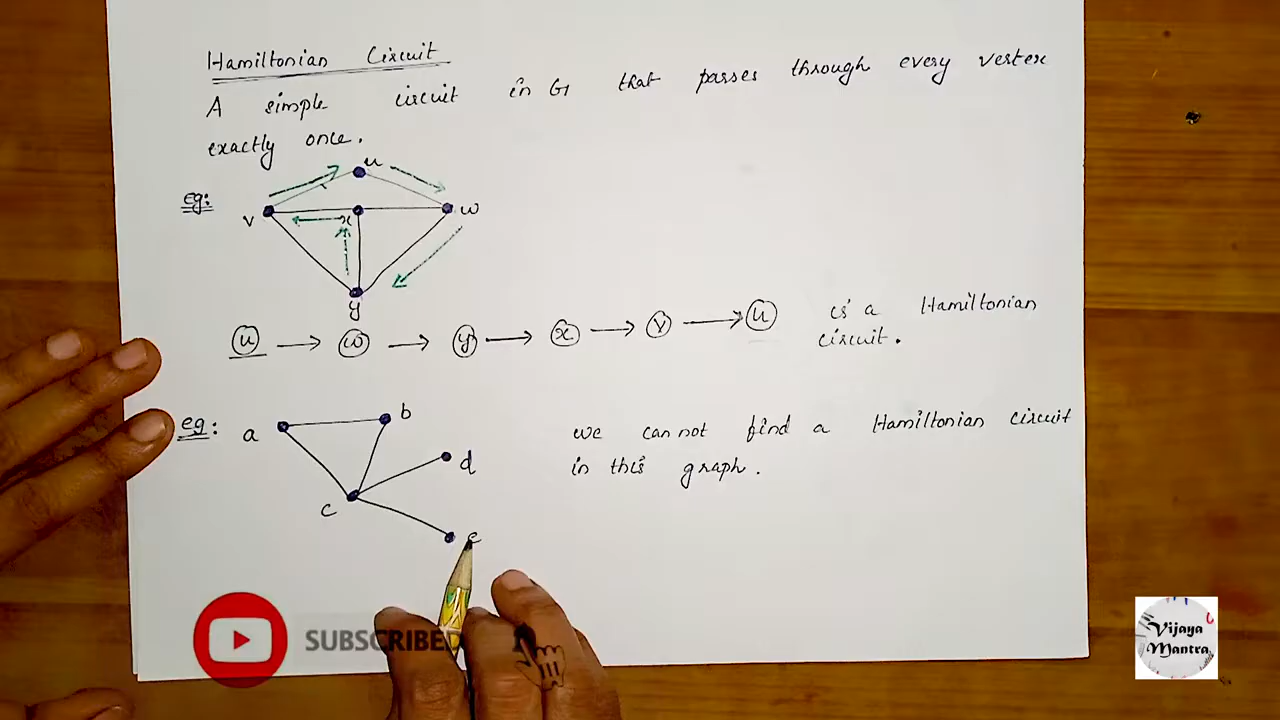 Hamiltonian Circuit
A simple circuit in G that passes through every vertex
exactly once.
eg:
u
v x w
y
u → w → y → x → v → u is a Hamiltonian
circuit.
eg:
a b
d
c
e
we can not find a Hamiltonian circuit
in this graph.
SUBSCRIBED
Vijaya
Mantra